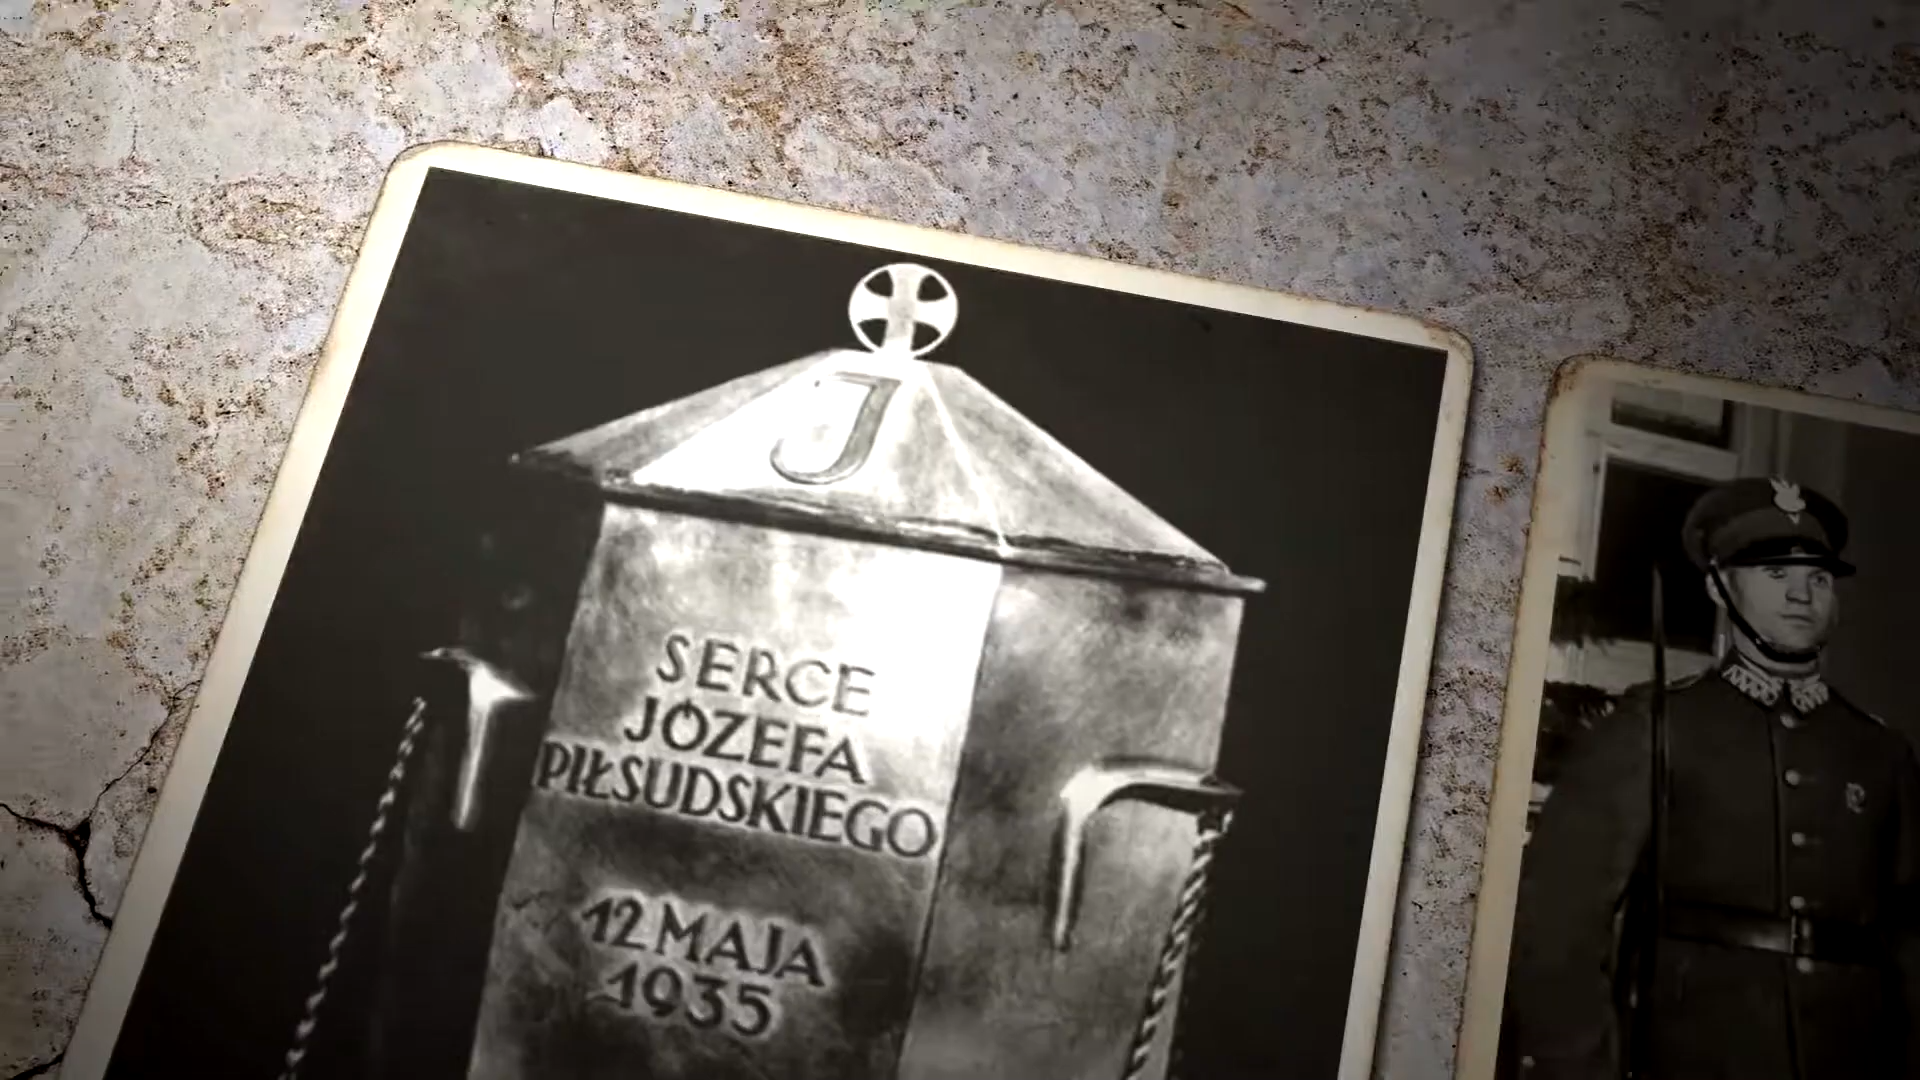 J
SERCE
JÓZEFA
PIŁSUDSKIEGO
12 MAJA
1935